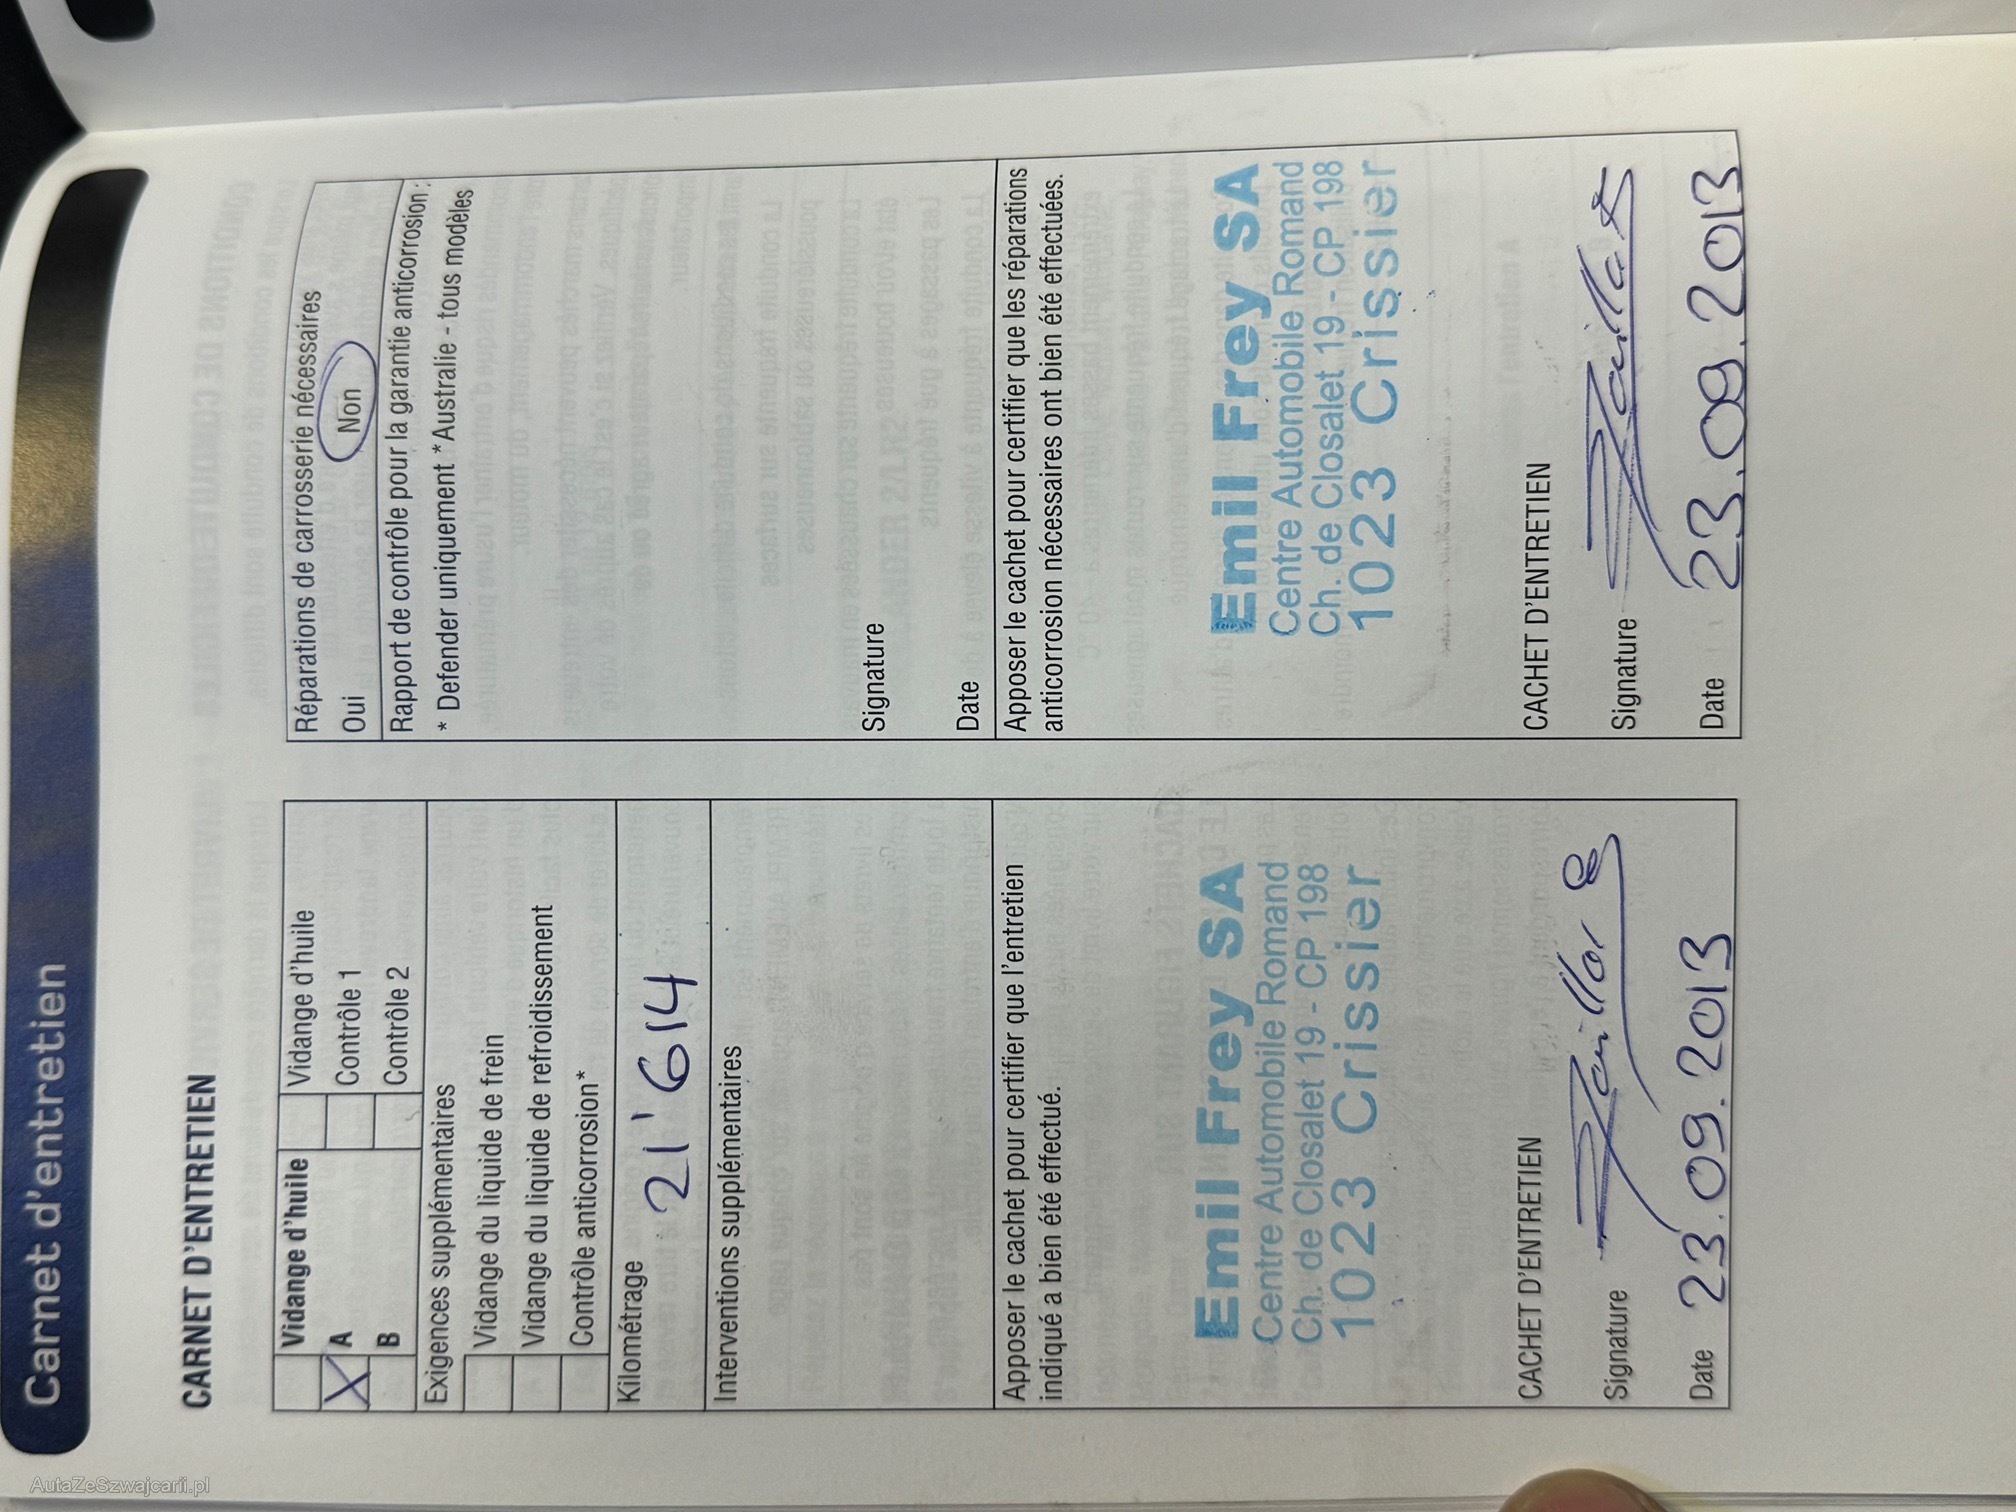 Carnet d'entretien
CARNET D'ENTRETIEN
Vidange d'huile
Vidange d'huile
X A
Contrôle 1
B
Contrôle 2
Exigences supplémentaires
Vidange du liquide de frein
Vidange du liquide de refroidissement
Contrôle anticorrosion*
Kilométrage 21'614
Interventions supplémentaires
Apposer le cachet pour certifier que l'entretien
indiqué a bien été effectué.
Emil Frey SA
Centre Automobile Romand
Ch. de Closalet 19 - CP 198
1023 Crissier
CACHET D'ENTRETIEN
Signature
Date 23.09.2013
Réparations de carrosserie nécessaires
Oui Non
Rapport de contrôle pour la garantie anticorrosion :
* Defender uniquement *Australie - tous modèles
Signature
Date
Apposer le cachet pour certifier que les réparations
anticorrosion nécessaires ont bien été effectuées.
Emil Frey SA
Centre Automobile Romand
Ch. de Closalet 19 - CP 198
1023 Crissier
CACHET D'ENTRETIEN
Signature
Date 23.09.2013
AutaZeSzwajcarii.pl